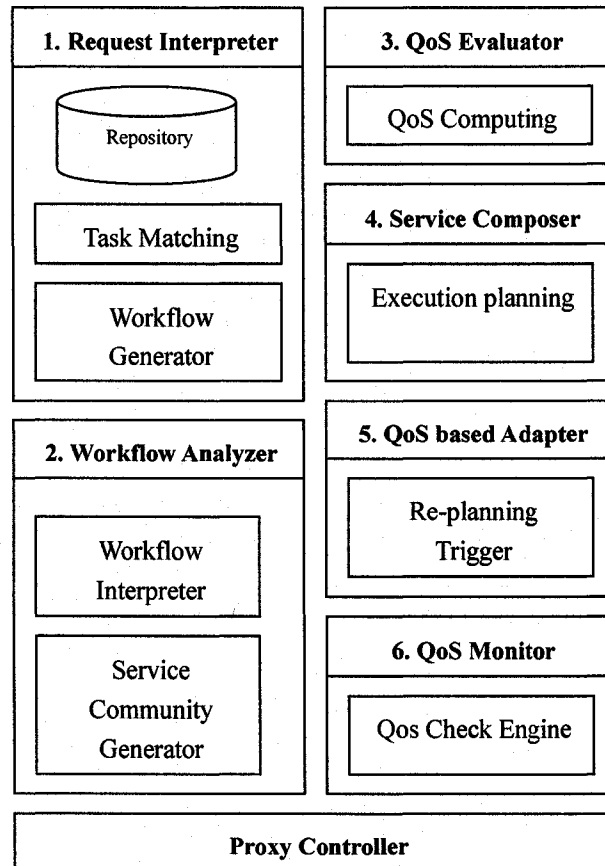 1. Request Interpreter
Repository
Task Matching
Workflow
Generator
2. Workflow Analyzer
Workflow
Interpreter
Service
Community
Generator
3. QoS Evaluator
QoS Computing
4. Service Composer
Execution planning
5. QoS based Adapter
Re-planning
Trigger
6. QoS Monitor
Qos Check Engine
Proxy Controller